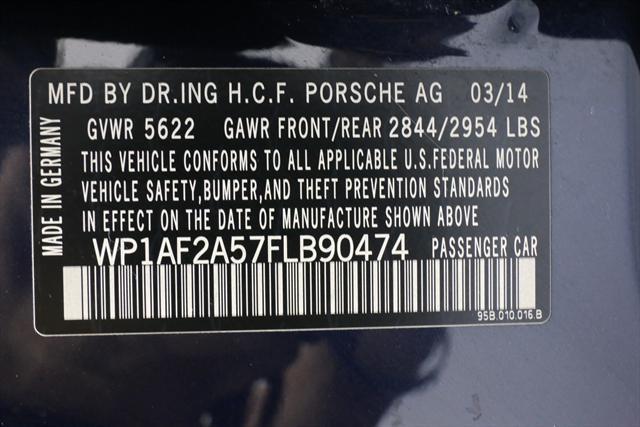 MFD BY DR.ING H.C.F. PORSCHE AG 03/14
GVWR 5622 GAWR FRONT/REAR 2844/2954 LBS
THIS VEHICLE CONFORMS TO ALL APPLICABLE U.S.FEDERAL MOTOR
VEHICLE SAFETY,BUMPER,AND THEFT PREVENTION STANDARDS
IN EFFECT ON THE DATE OF MANUFACTURE SHOWN ABOVE
WP1AF2A57FLB90474 PASSENGER CAR
95B.010.016.B
MADE IN GERMANY